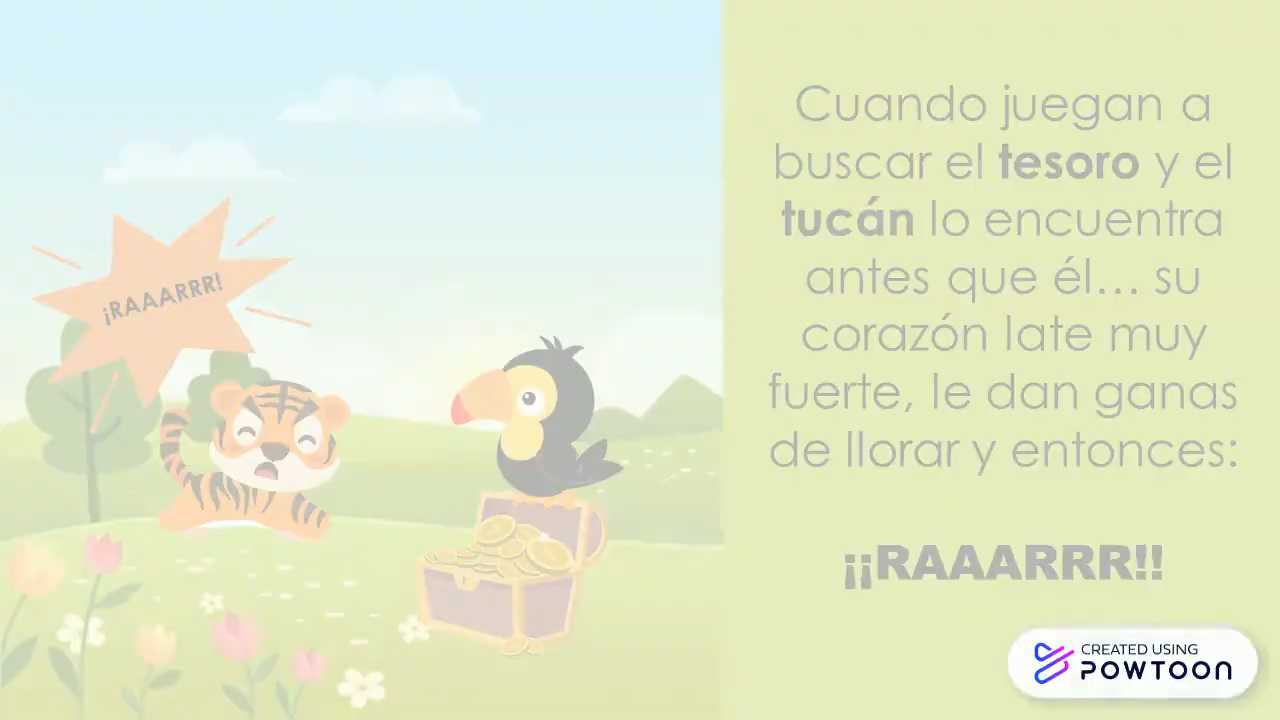 ¡RAAARRR!
Cuando juegan a
buscar el tesoro y el
tucán lo encuentra
antes que él... su
corazón late muy
fuerte, le dan ganas
de llorar y entonces:
¡¡RAAARRR!!
CREATED USING
POWTOON